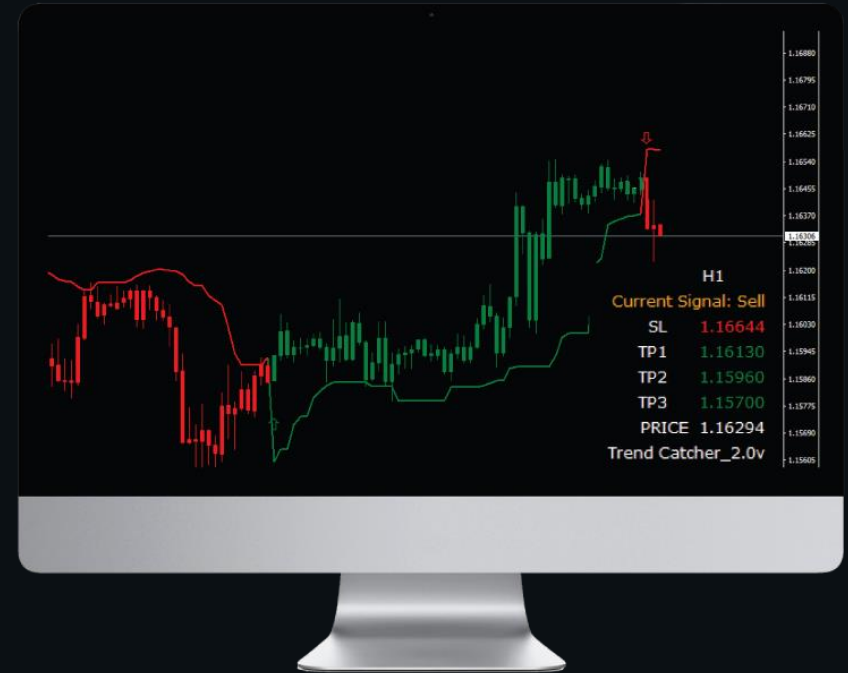 1.16880
1.16795
1.16710
1.16625
1.16540
1.16455
1.16370
1.16306
1.16285
1.16200
1.16115
1.16030
1.15945
1.15860
1.15775
1.15690
1.15605
H1
Current Signal: Sell
SL 1.16644
TP1 1.16130
TP2 1.15960
TP3 1.15700
PRICE 1.16294
Trend Catcher_2.0v